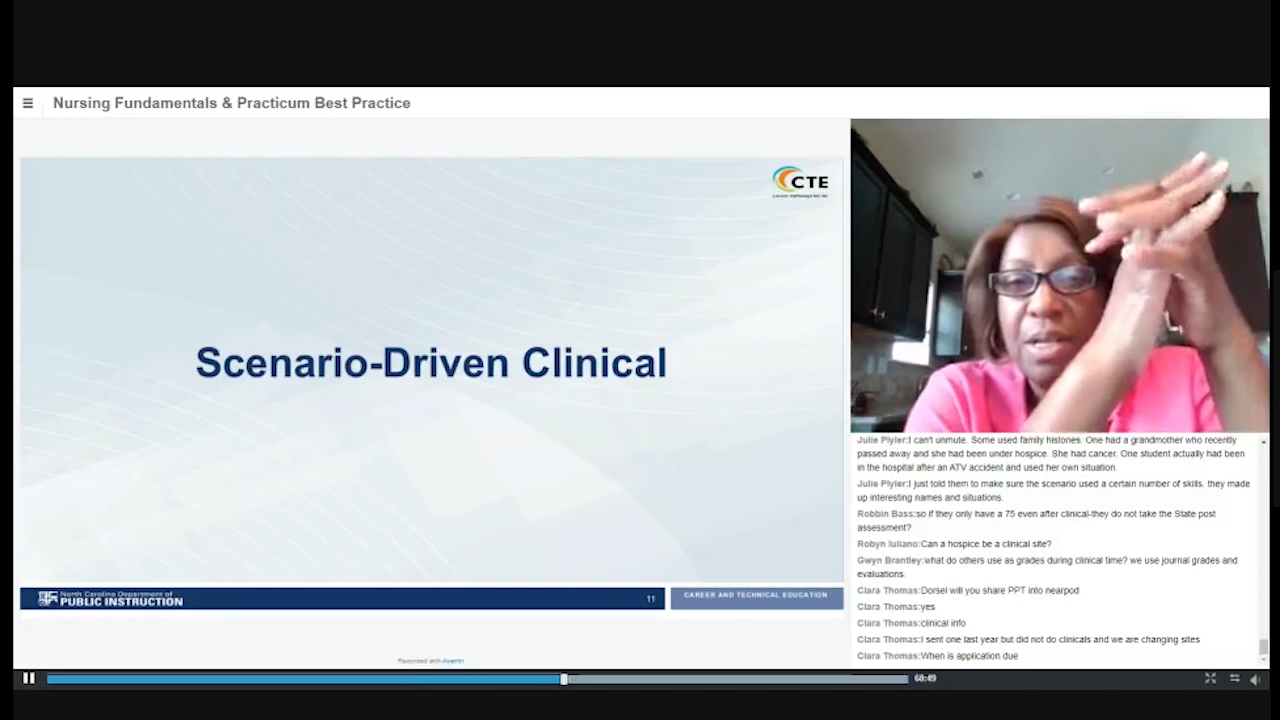 Nursing Fundamentals & Practicum Best Practice
CTE
Scenario-Driven Clinical
North Carolina Department of
PUBLIC INSTRUCTION
11
CAREER AND TECHNICAL EDUCATION
Julie Plyler:I can't unmute. Some used family histories. One had a grandmother who recently
passed away and she had been under hospice. She had cancer. One student actually had been
in the hospital after an ATV accident and used her own situation.
Julie Plyler:I just told them to make sure the scenario used a certain number of skills. they made
up interesting names and situations.
Robbin Bass:so if they only have a 75 even after clinical-they do not take the State post
assessment?
Robyn Iuliano:Can a hospice be a clinical site?
Gwyn Brantley:what do others use as grades during clinical time? we use journal grades and
evaluations.
Clara Thomas:Dorsel will you share PPT into nearpod
Clara Thomas:yes
Clara Thomas:clinical info
Clara Thomas:I sent one last year but did not do clinicals and we are changing sites
Clara Thomas:When is application due
Recorded with
68:49